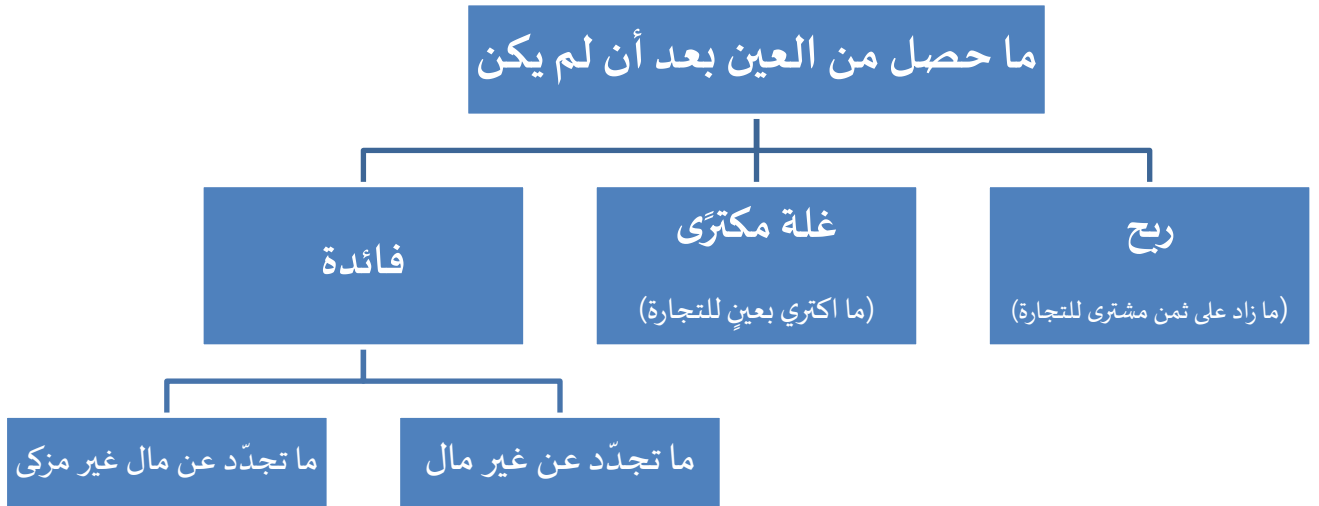 ما حصل من العين بعد أن لم يكن
ربح
(ما زاد على ثمن مشترى للتجارة)
غلة مكترًى
(ما اكتري بعينٍ للتجارة)
فائدة
ما تجدّد عن غير مال
ما تجدّد عن مال غير مزكى